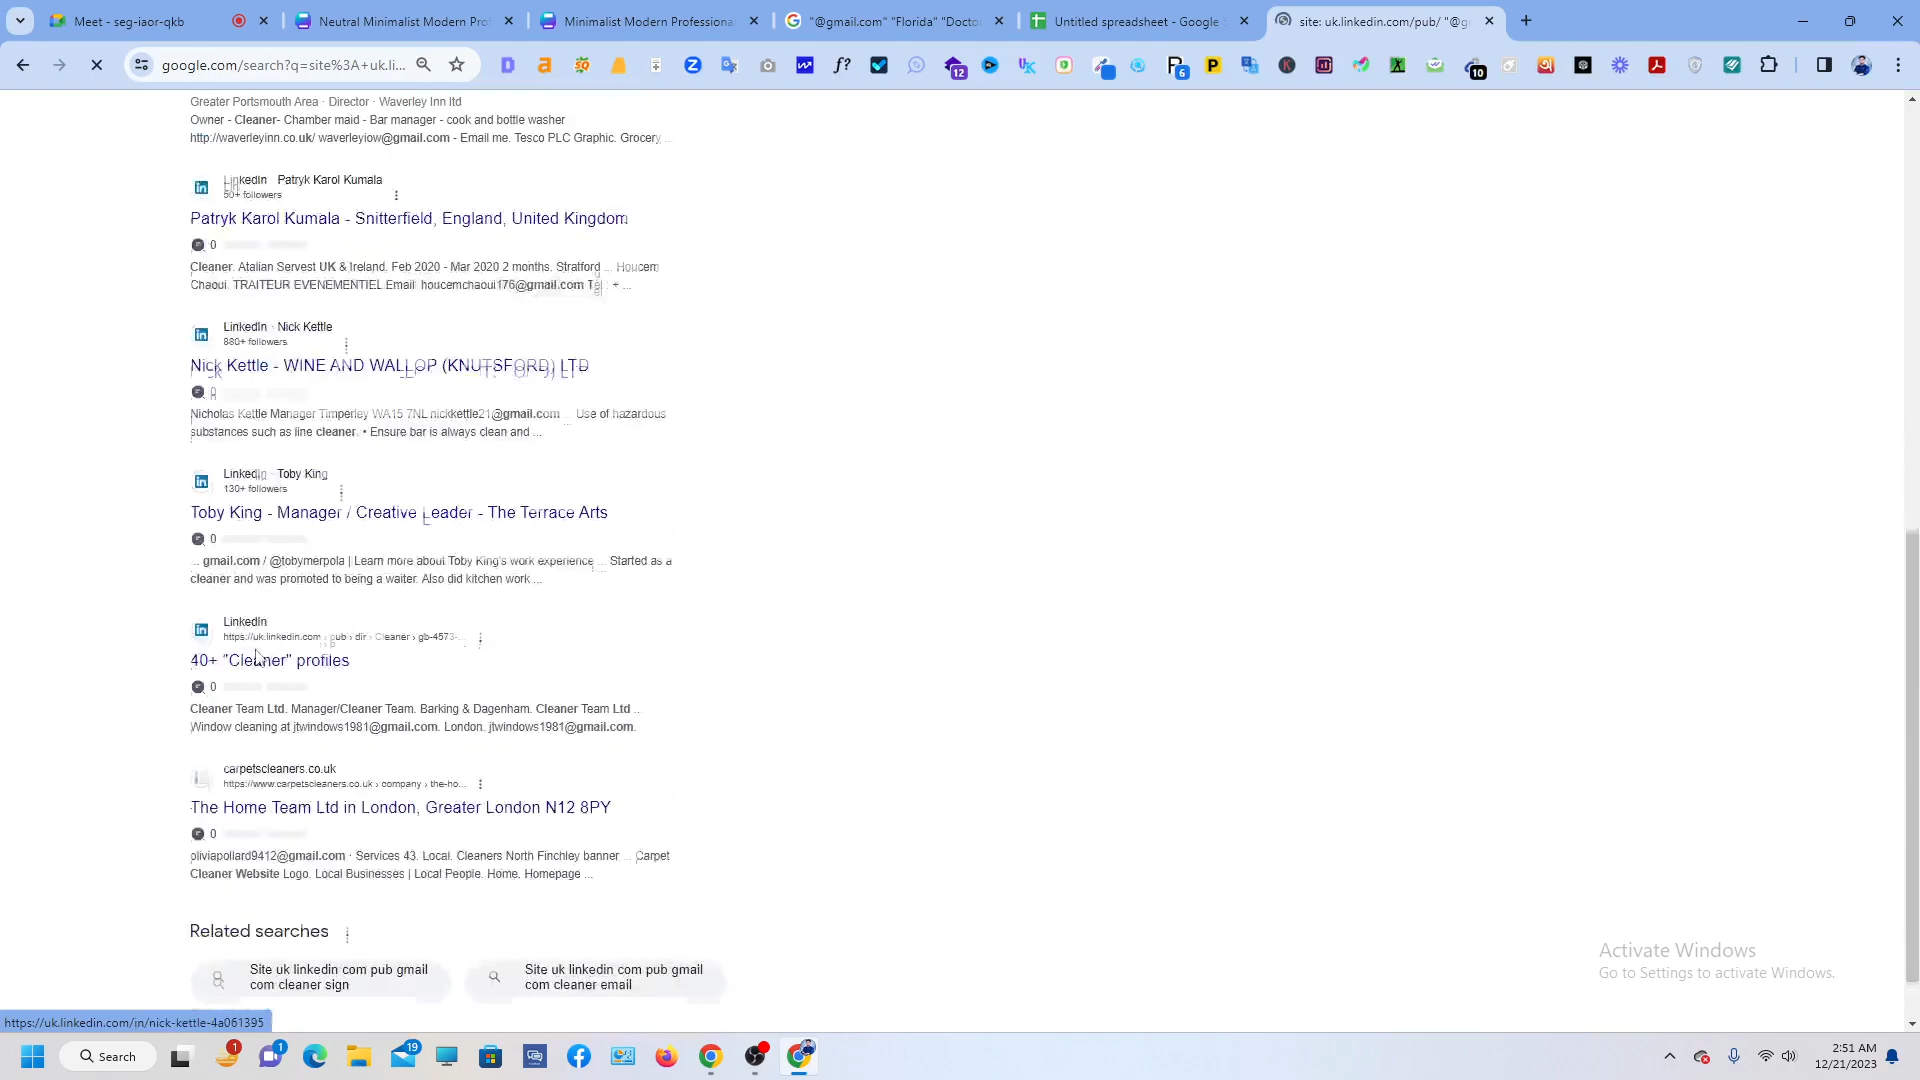 Meet - seg-iaor-qkb
Neutral Minimalist Modern Pro
Minimalist Modern Professiona
"@gmail.com" "Florida" "Docto
Untitled spreadsheet - Google
site: uk.linkedin.com/pub/ "@g
google.com/search?q=site%3A+uk.li...
12
6
10
Greater Portsmouth Area · Director · Waverley Inn ltd
Owner - Cleaner- Chamber maid - Bar manager - cook and bottle washer
http://waverleyinn.co.uk/ waverleyiow@gmail.com - Email me. Tesco PLC Graphic. Grocery ...
LinkedIn · Patryk Karol Kumala
50+ followers
Patryk Karol Kumala - Snitterfield, England, United Kingdom
0
Cleaner. Atalian Servest UK & Ireland. Feb 2020 - Mar 2020 2 months. Stratford ... Houcem
Chaoui. TRAITEUR EVENEMENTIEL Email: houcemchaoui176@gmail.com Tel : + ...
LinkedIn · Nick Kettle
880+ followers
Nick Kettle - WINE AND WALLOP (KNUTSFORD) LTD
0
Nicholas Kettle Manager Timperley WA15 7NL nickkettle21@gmail.com ... Use of hazardous
substances such as line cleaner. • Ensure bar is always clean and ...
LinkedIn · Toby King
130+ followers
Toby King - Manager / Creative Leader - The Terrace Arts
0
... gmail.com / @tobymerpola | Learn more about Toby King's work experience ... Started as a
cleaner and was promoted to being a waiter. Also did kitchen work ...
LinkedIn
https://uk.linkedin.com › pub › dir › Cleaner › gb-4573-...
40+ "Cleaner" profiles
0
Cleaner Team Ltd. Manager/Cleaner Team. Barking & Dagenham. Cleaner Team Ltd ...
Window cleaning at jtwindows1981@gmail.com. London. jtwindows1981@gmail.com.
carpetscleaners.co.uk
https://www.carpetscleaners.co.uk › company › the-ho...
The Home Team Ltd in London, Greater London N12 8PY
0
oliviapollard9412@gmail.com · Services 43. Local. Cleaners North Finchley banner ... Carpet
Cleaner Website Logo. Local Businesses | Local People. Home. Homepage ...
Related searches
Site uk linkedin com pub gmail
com cleaner sign
Site uk linkedin com pub gmail
com cleaner email
Activate Windows
Go to Settings to activate Windows.
https://uk.linkedin.com/in/nick-kettle-4a061395
Search
1
1
19
2:51 AM
12/21/2023